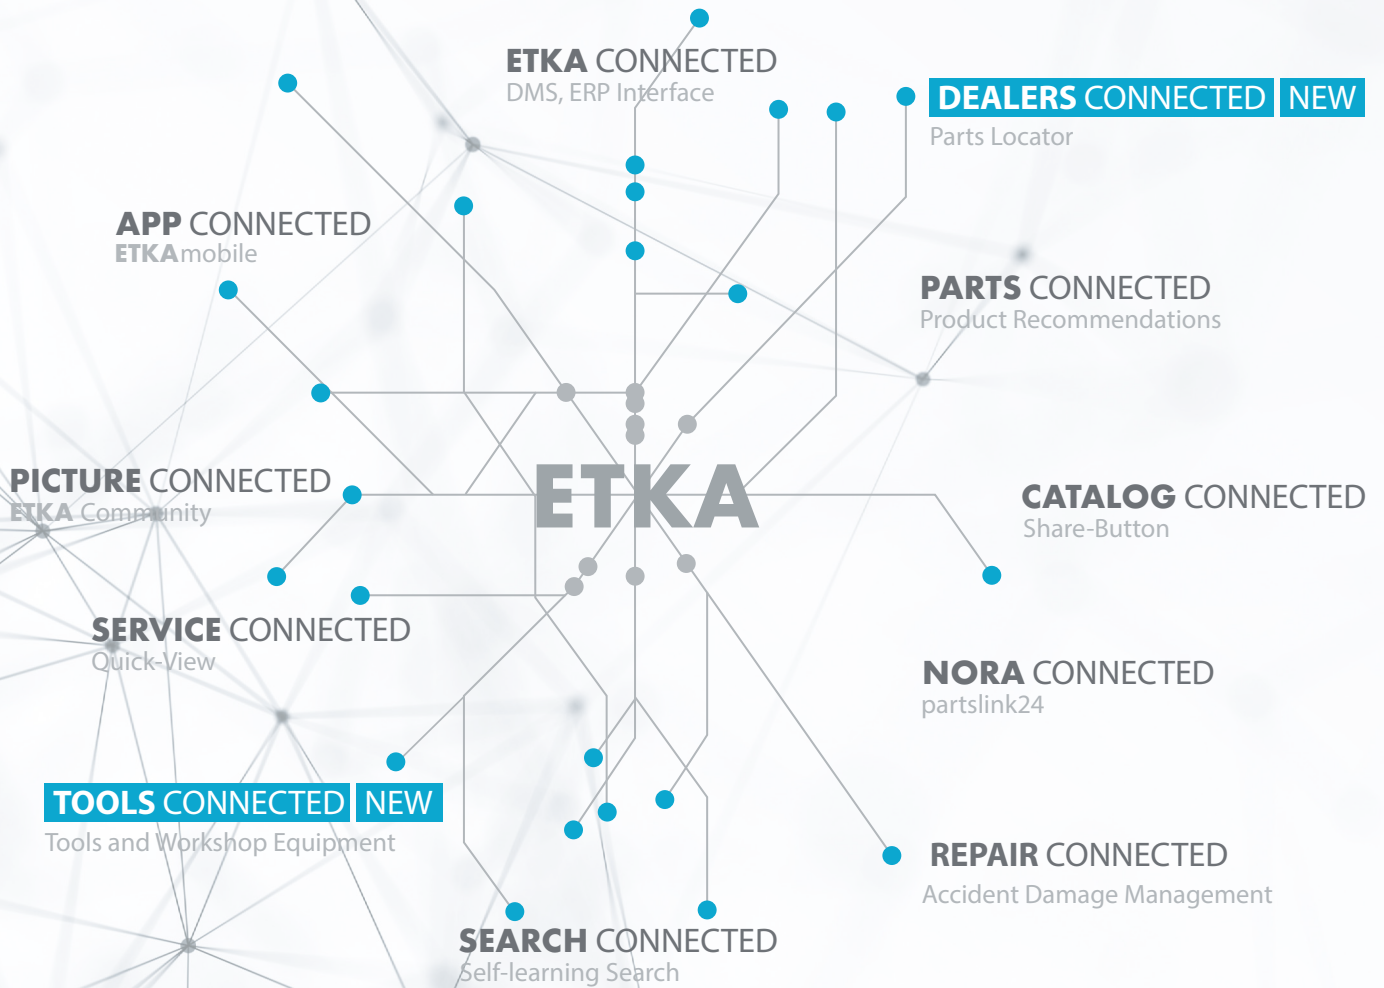 ETKA CONNECTED
DMS, ERP Interface
DEALERS CONNECTED NEW
Parts Locator
APP CONNECTED
ETKAmobile
PARTS CONNECTED
Product Recommendations
PICTURE CONNECTED
ETKA Community
ETKA
CATALOG CONNECTED
Share-Button
SERVICE CONNECTED
Quick-View
NORA CONNECTED
partslink24
TOOLS CONNECTED NEW
Tools and Workshop Equipment
REPAIR CONNECTED
Accident Damage Management
SEARCH CONNECTED
Self-learning Search